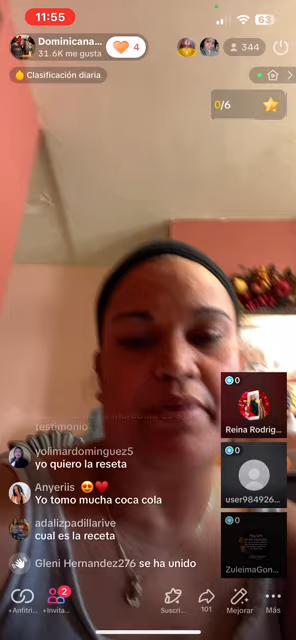 11:55
63
Dominicana...
31.6K me gusta
4
344
Clasificación diaria
0/6
0
Reina Rodrig...
0
user984926...
0
ZuleimaGon...
testimonio
yolimardominguez5
yo quiero la reseta
Anyeriis 😍❤️
Yo tomo mucha coca cola
adalizpadillarive
cual es la receta
Gleni Hernandez276 se ha unido
2
+Anfitri...
+Invita...
Suscri...
101
Mejorar
Más